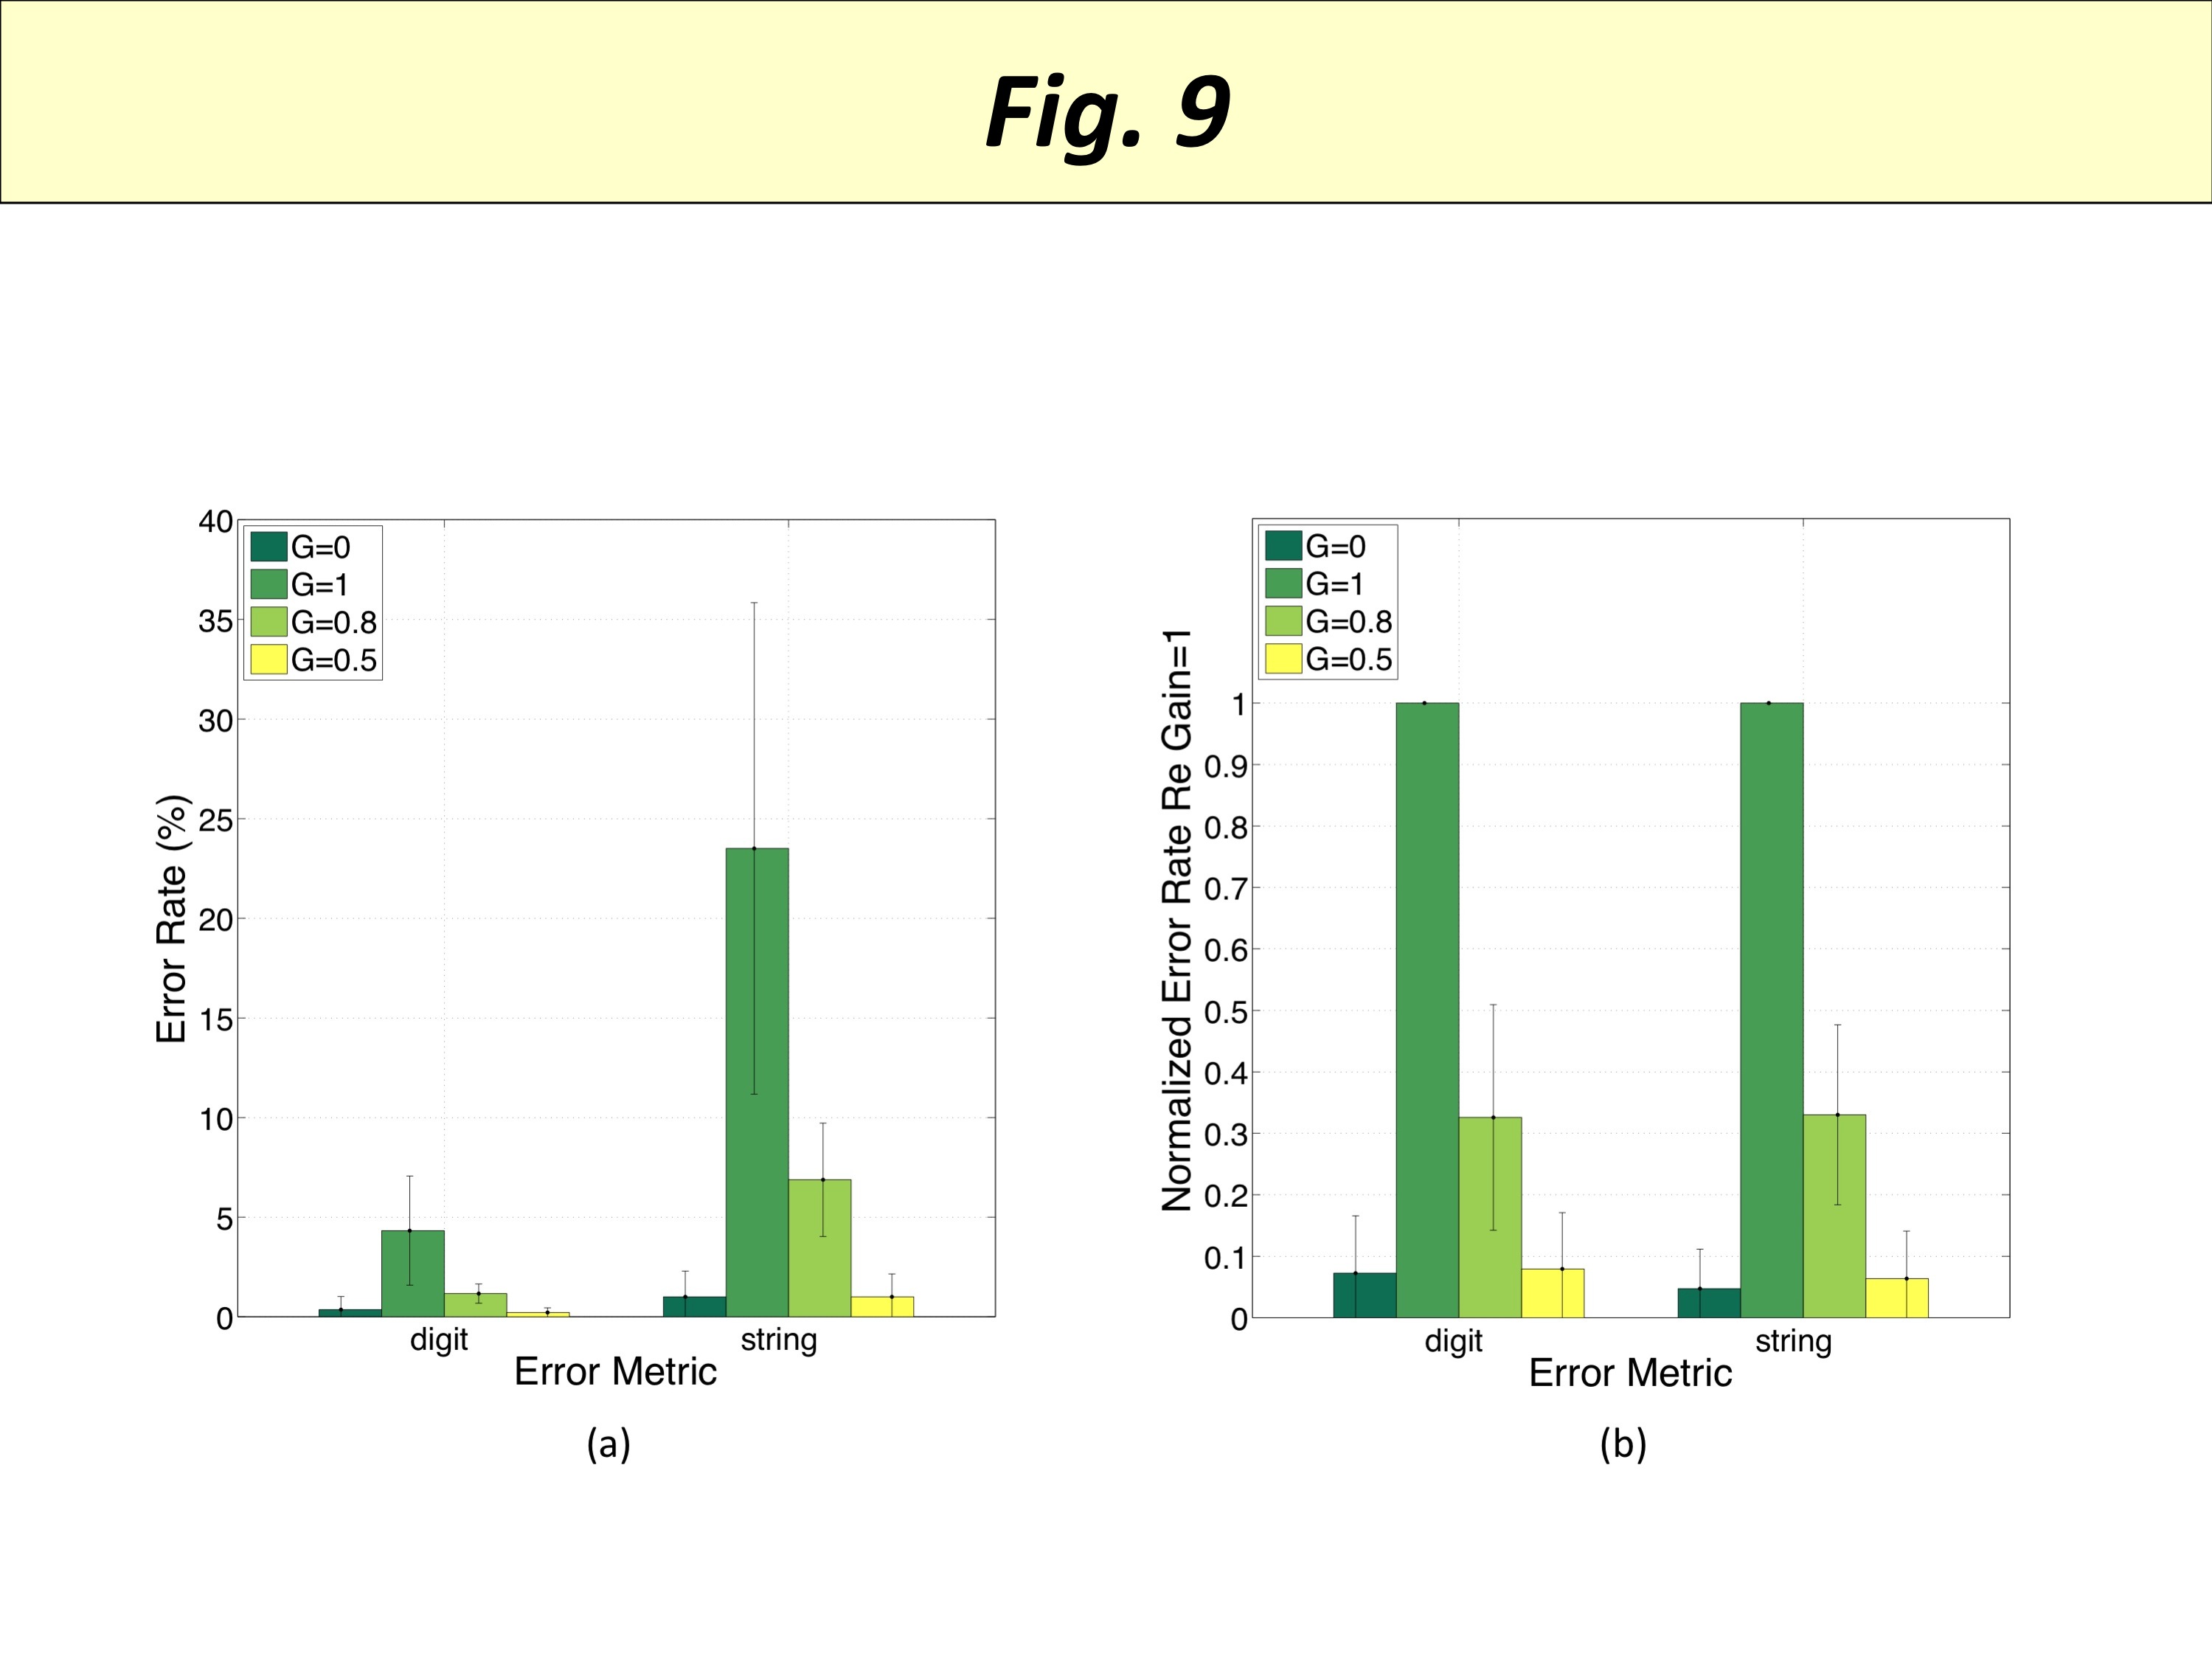 Fig. 9
40
35
30
25
20
15
10
5
0
Error Rate (%)
G=0
G=1
G=0.8
G=0.5
digit
string
Error Metric
(a)
1
0.9
0.8
0.7
0.6
0.5
0.4
0.3
0.2
0.1
0
Normalized Error Rate Re Gain=1
G=0
G=1
G=0.8
G=0.5
digit
string
Error Metric
(b)